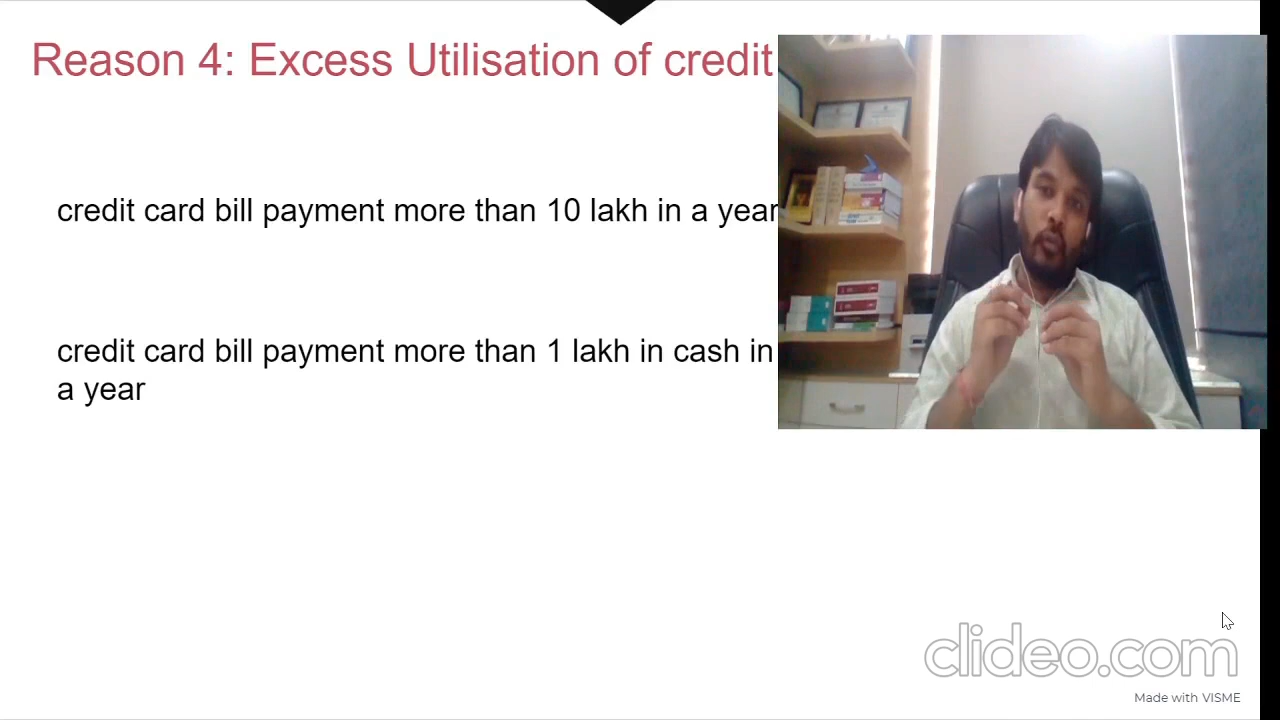 Reason 4: Excess Utilisation of credit
credit card bill payment more than 10 lakh in a year
credit card bill payment more than 1 lakh in cash in
a year
clideo.com
Made with VISME